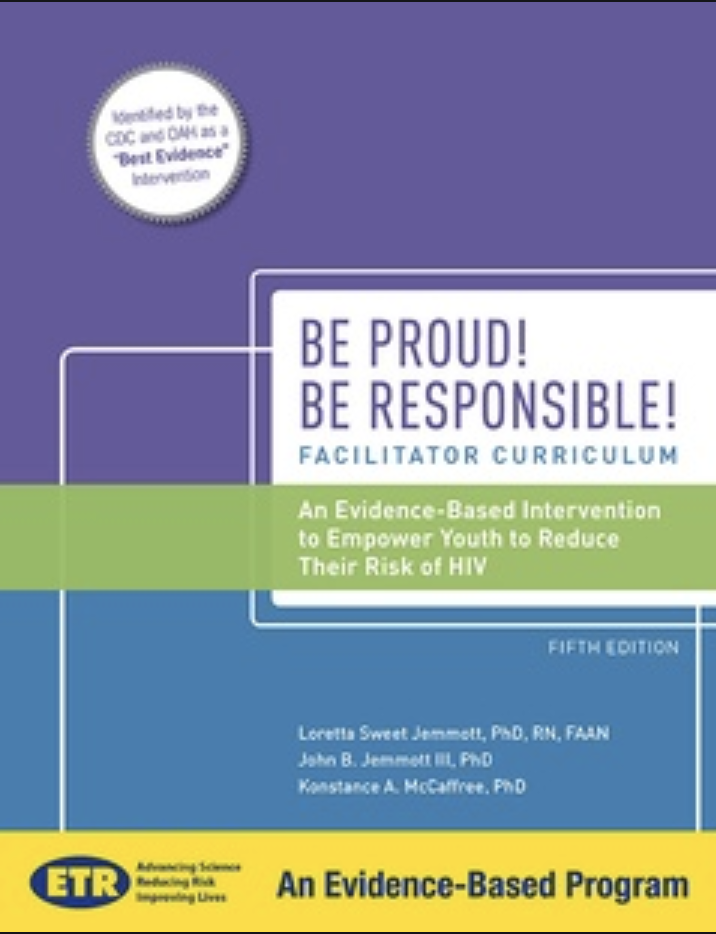 Identified by the
CDC and OAH as a
"Best Evidence"
Intervention
BE PROUD!
BE RESPONSIBLE!
FACILITATOR CURRICULUM
An Evidence-Based Intervention
to Empower Youth to Reduce
Their Risk of HIV
FIFTH EDITION
Loretta Sweet Jemmott, PhD, RN, FAAN
John B. Jemmott III, PhD
Konstance A. McCaffree, PhD
ETR
Advancing Science
Reducing Risk
Improving Lives
An Evidence-Based Program